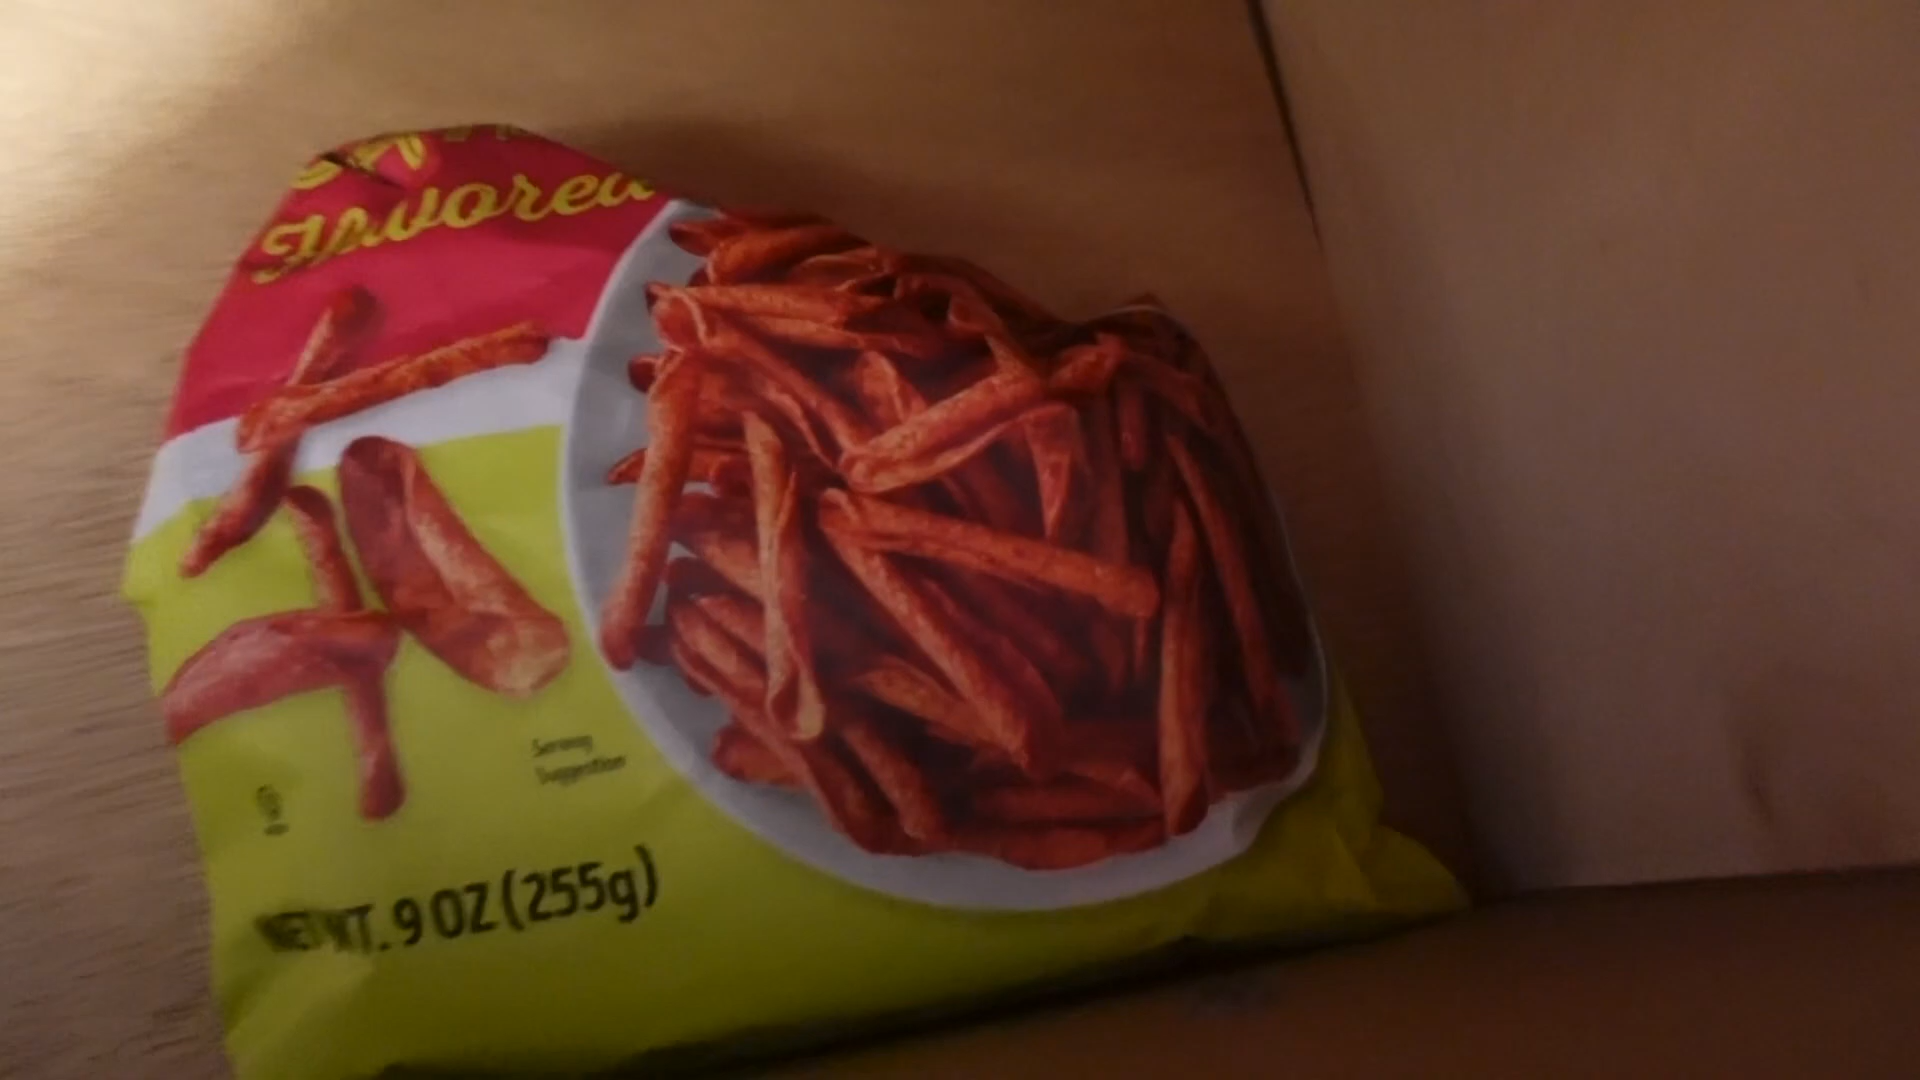 Flavored
Serving
Suggestion
NET WT. 9 OZ (255g)